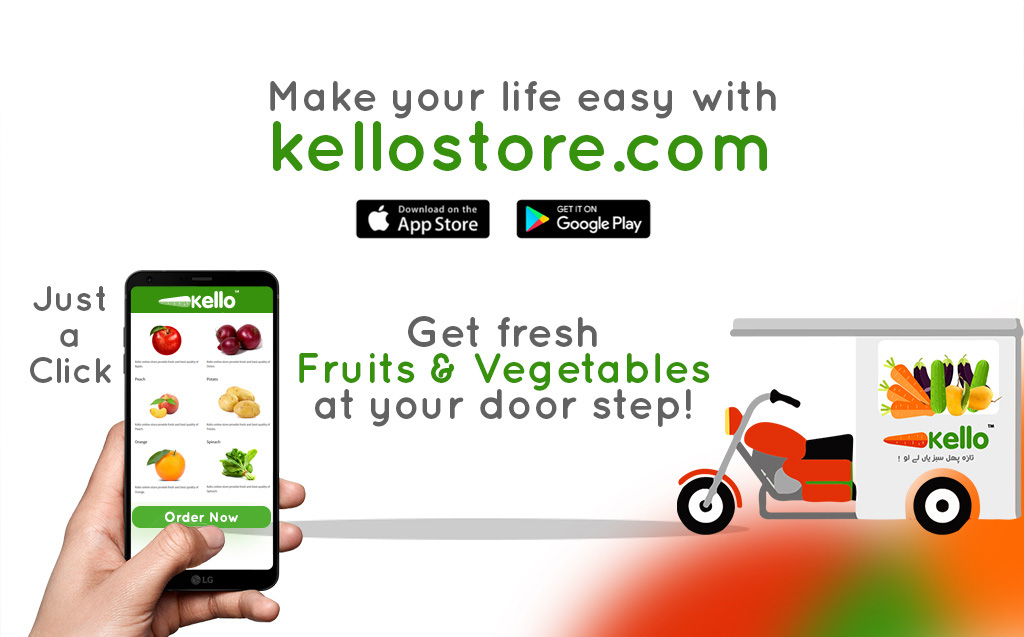 Make your life easy with
kellostore.com
Download on the
App Store
GET IT ON
Google Play
Just
a
Click
kello™
Peach
Potato
Orange
Spinach
Order Now
LG
Get fresh
Fruits & Vegetables
at your door step!
kello™
تازہ پھل سبزیاں لے لو !